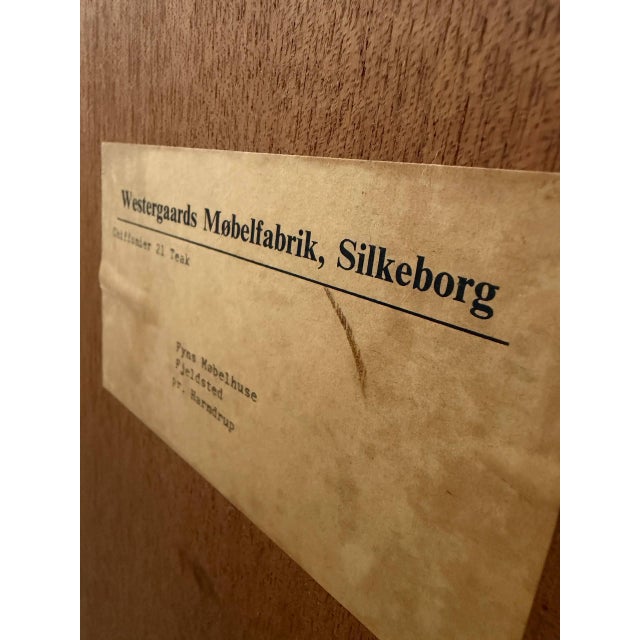 Westergaards Møbelfabrik, Silkeborg
Chiffonier 21 Teak
Fyns Møbelhuse
Fjeldsted
pr. Harndrup